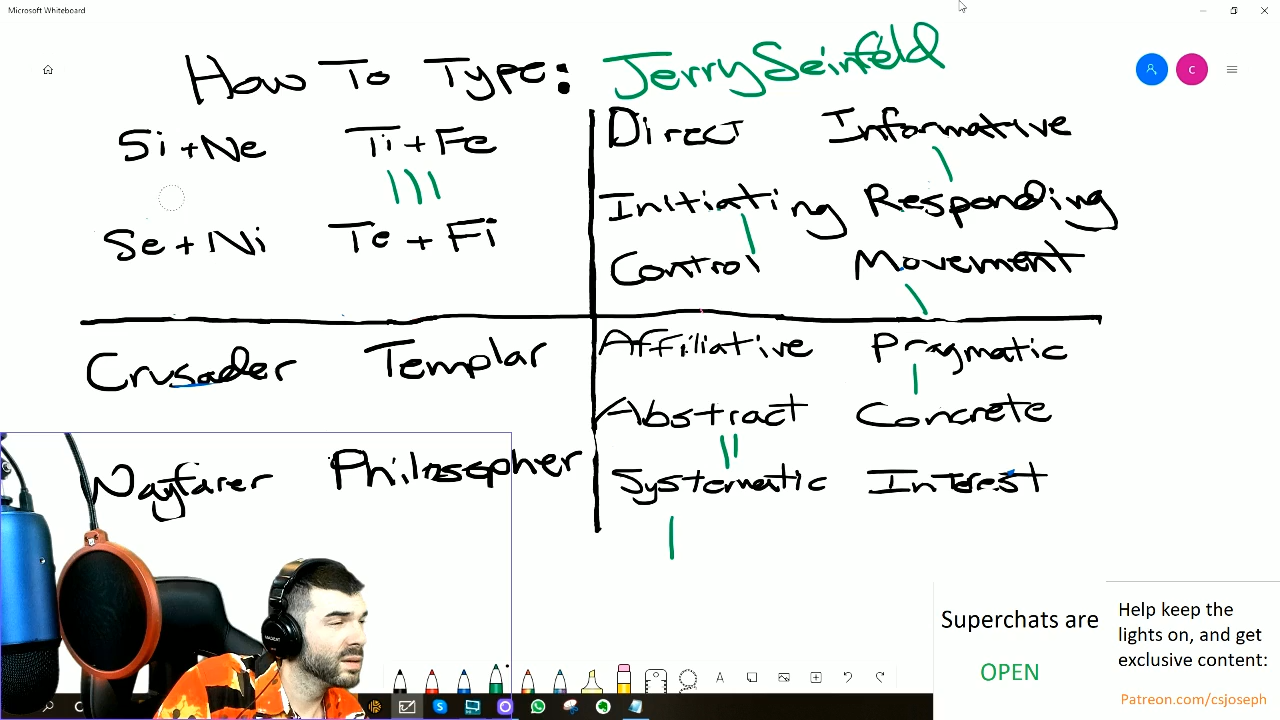 Microsoft Whiteboard
How To Type: Jerry Seinfeld
C
Si + Ne Ti + Fe
Se + Ni Te + Fi
Direct Informative
Initiating Responding
Control Movement
Crusader Templar
Wayfarer Philosopher
Affiliative Pragmatic
Abstract Concrete
Systematic Interest
Superchats are
OPEN
Help keep the
lights on, and get
exclusive content:
Patreon.com/csjoseph
A